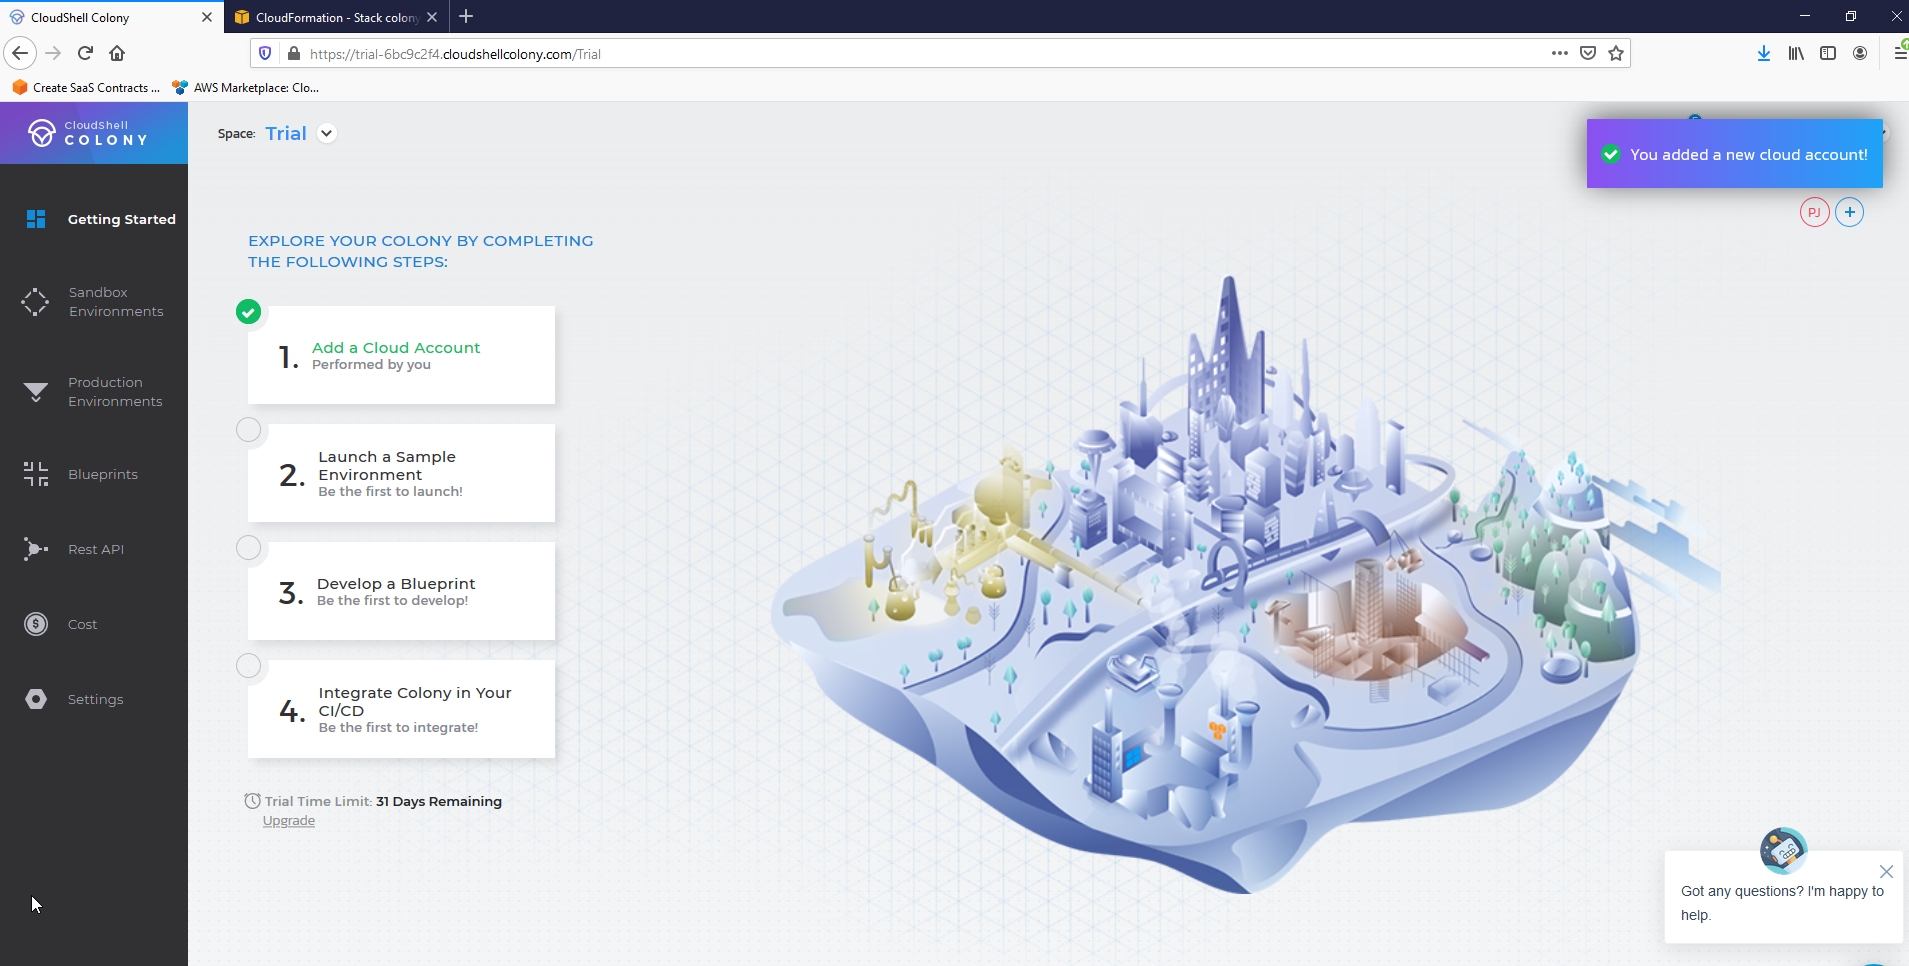 CloudShell Colony
CloudFormation - Stack colony
https://trial-6bc9c2f4.cloudshellcolony.com/Trial
Create SaaS Contracts ...
AWS Marketplace: Clo...
CloudShell
COLONY
Space: Trial
You added a new cloud account!
PJ
Getting Started
Sandbox
Environments
Production
Environments
Blueprints
Rest API
Cost
Settings
EXPLORE YOUR COLONY BY COMPLETING
THE FOLLOWING STEPS:
1. Add a Cloud Account
Performed by you
2. Launch a Sample
Environment
Be the first to launch!
3. Develop a Blueprint
Be the first to develop!
4. Integrate Colony in Your
CI/CD
Be the first to integrate!
Trial Time Limit: 31 Days Remaining
Upgrade
Got any questions? I'm happy to
help.